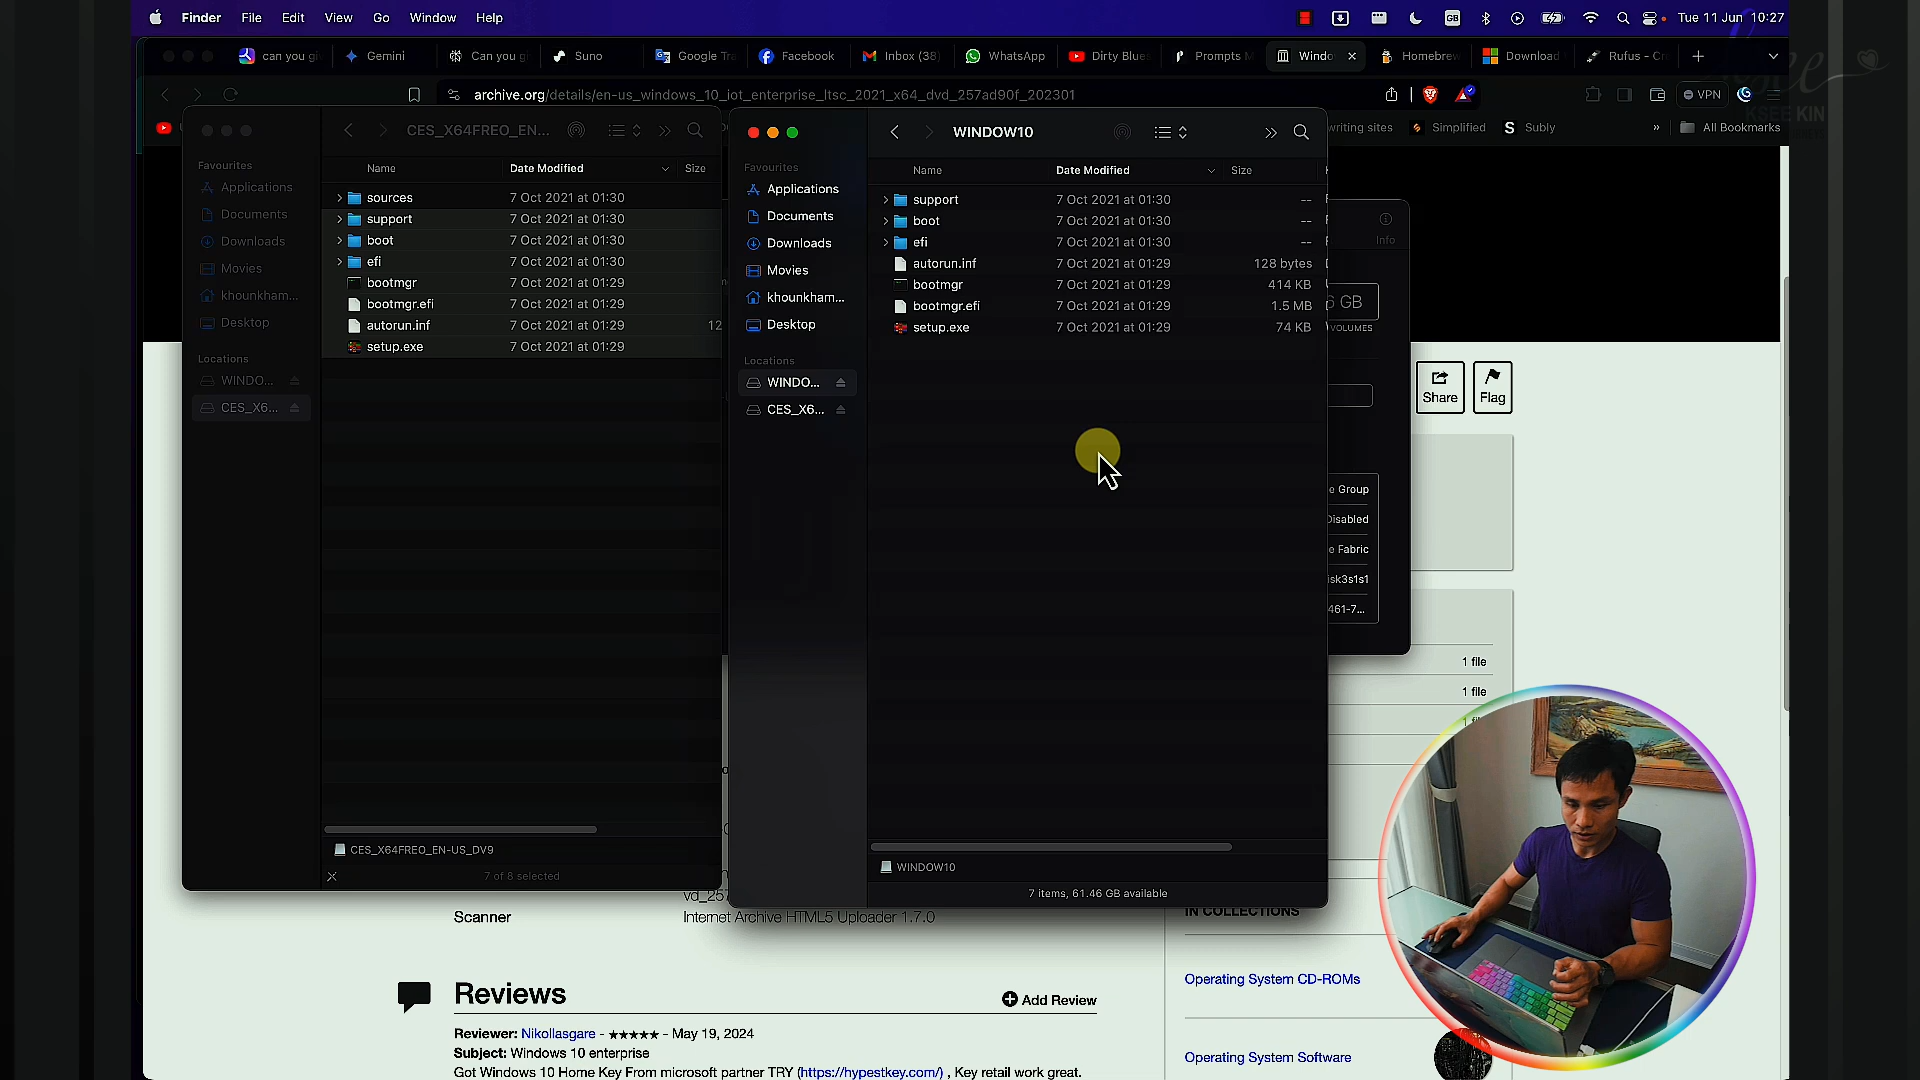 Finder File Edit View Go Window Help GB Tue 11 Jun 10:27
can you gi Gemini Can you g Suno Google Tra Facebook Inbox (38) WhatsApp Dirty Blue Prompts M Windo Homebrew Download Rufus - Cr
archive.org/details/en-us_windows_10_iot_enterprise_ltsc_2021_x64_dvd_257ad90f_202301 VPN
KSEE KIN
writing sites Simplified Subly » All Bookmarks
CES_X64FREO_EN...
Favourites
Applications
Documents
Downloads
Movies
khounkham...
Desktop
Locations
WINDO...
CES_X6...
Name Date Modified Size
sources 7 Oct 2021 at 01:30
support 7 Oct 2021 at 01:30
boot 7 Oct 2021 at 01:30
efi 7 Oct 2021 at 01:30
bootmgr 7 Oct 2021 at 01:29
bootmgr.efi 7 Oct 2021 at 01:29
autorun.inf 7 Oct 2021 at 01:29 12
setup.exe 7 Oct 2021 at 01:29
CES_X64FREO_EN-US_DV9
7 of 8 selected
WINDOW10
Favourites
Applications
Documents
Downloads
Movies
khounkham...
Desktop
Locations
WINDO...
CES_X6...
Name Date Modified Size
support 7 Oct 2021 at 01:30 --
boot 7 Oct 2021 at 01:30 --
efi 7 Oct 2021 at 01:30 --
autorun.inf 7 Oct 2021 at 01:29 128 bytes
bootmgr 7 Oct 2021 at 01:29 414 KB
bootmgr.efi 7 Oct 2021 at 01:29 1.5 MB
setup.exe 7 Oct 2021 at 01:29 74 KB
WINDOW10
7 items, 61.46 GB available
Info
6 GB
VOLUMES
e Group
Disabled
e Fabric
isk3s1s1
461-7...
Share
Flag
1 file
1 file
vd_257
Scanner Internet Archive HTML5 Uploader 1.7.0
IN COLLECTIONS
Operating System CD-ROMs
Operating System Software
Reviews
Add Review
Reviewer: Nikollasgare - ★★★★★ - May 19, 2024
Subject: Windows 10 enterprise
Got Windows 10 Home Key From microsoft partner TRY (https://hypestkey.com/) , Key retail work great.